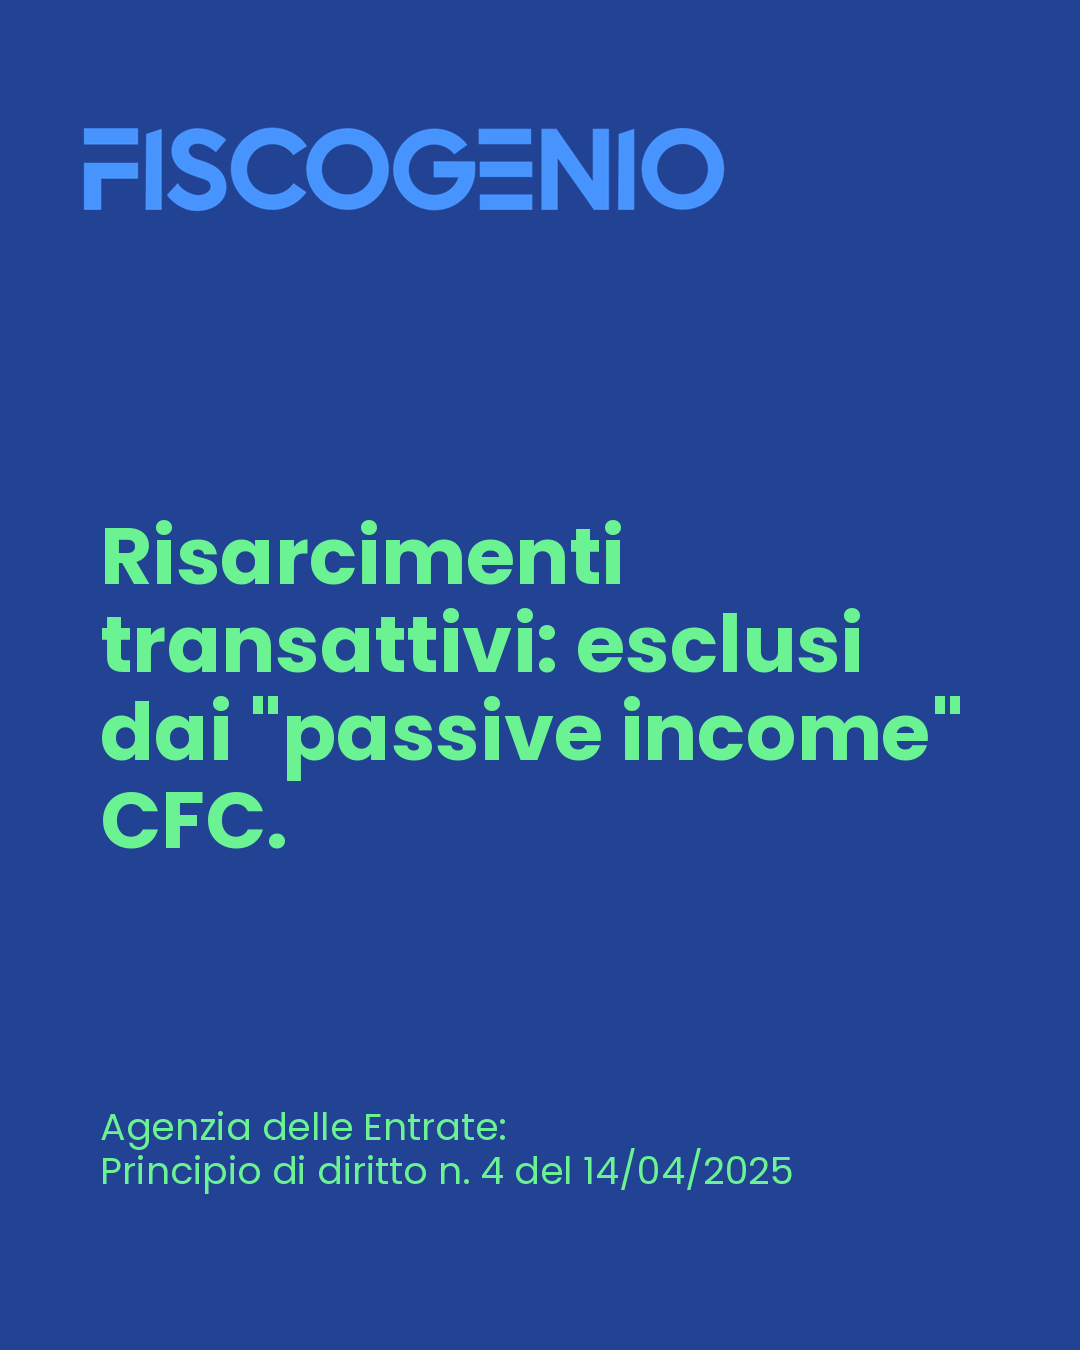 FISCOGENIO
Risarcimenti
transattivi: esclusi
dai "passive income"
CFC.
Agenzia delle Entrate:
Principio di diritto n. 4 del 14/04/2025